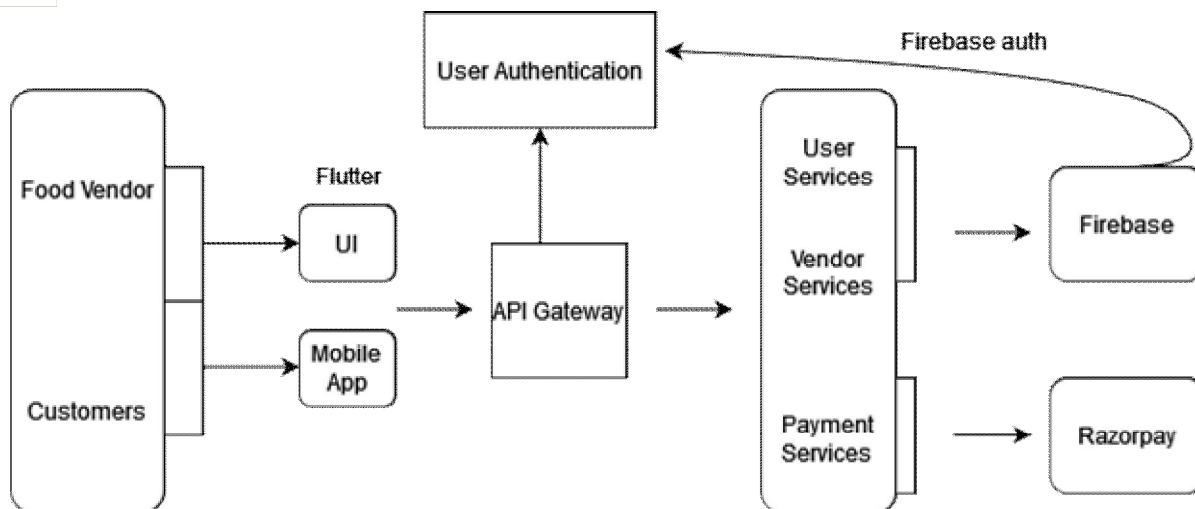 Firebase auth
User Authentication
Food Vendor
Customers
Flutter
UI
Mobile
App
API Gateway
User
Services
Vendor
Services
Payment
Services
Firebase
Razorpay